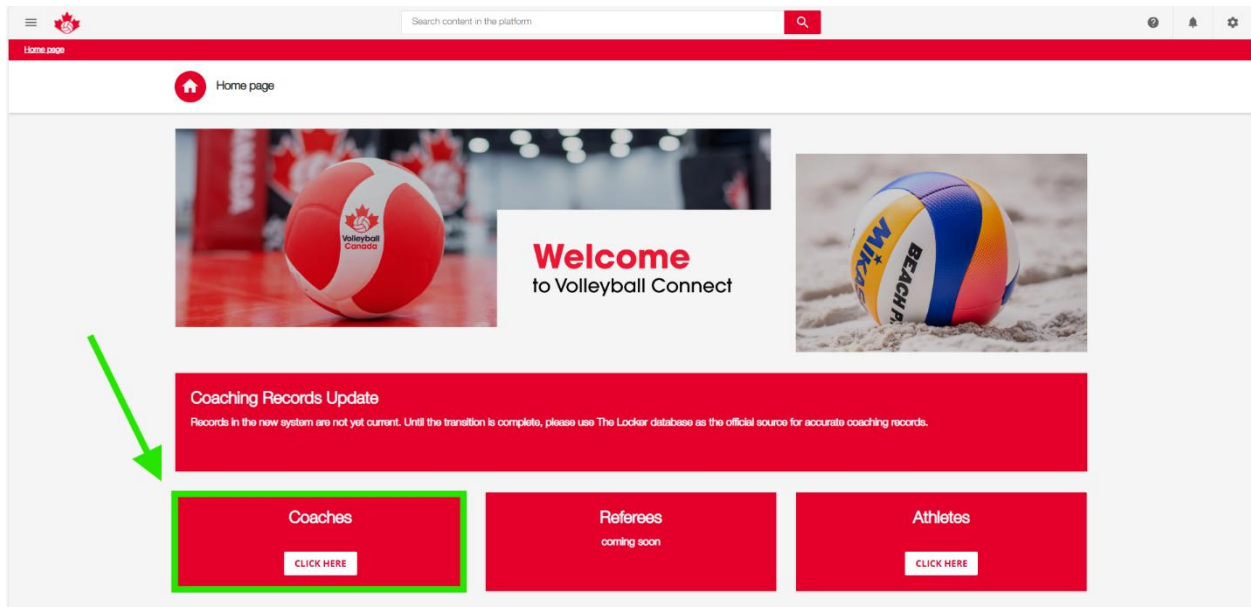 Search content in the platform
Home page
Home page
CANADA
Volleyball
Canada
Welcome
to Volleyball Connect
MIKAS
BEACH P
Coaching Records Update
Records in the new system are not yet current. Until the transition is complete, please use The Locker database as the official source for accurate coaching records.
Coaches
CLICK HERE
Referees
coming soon
Athletes
CLICK HERE